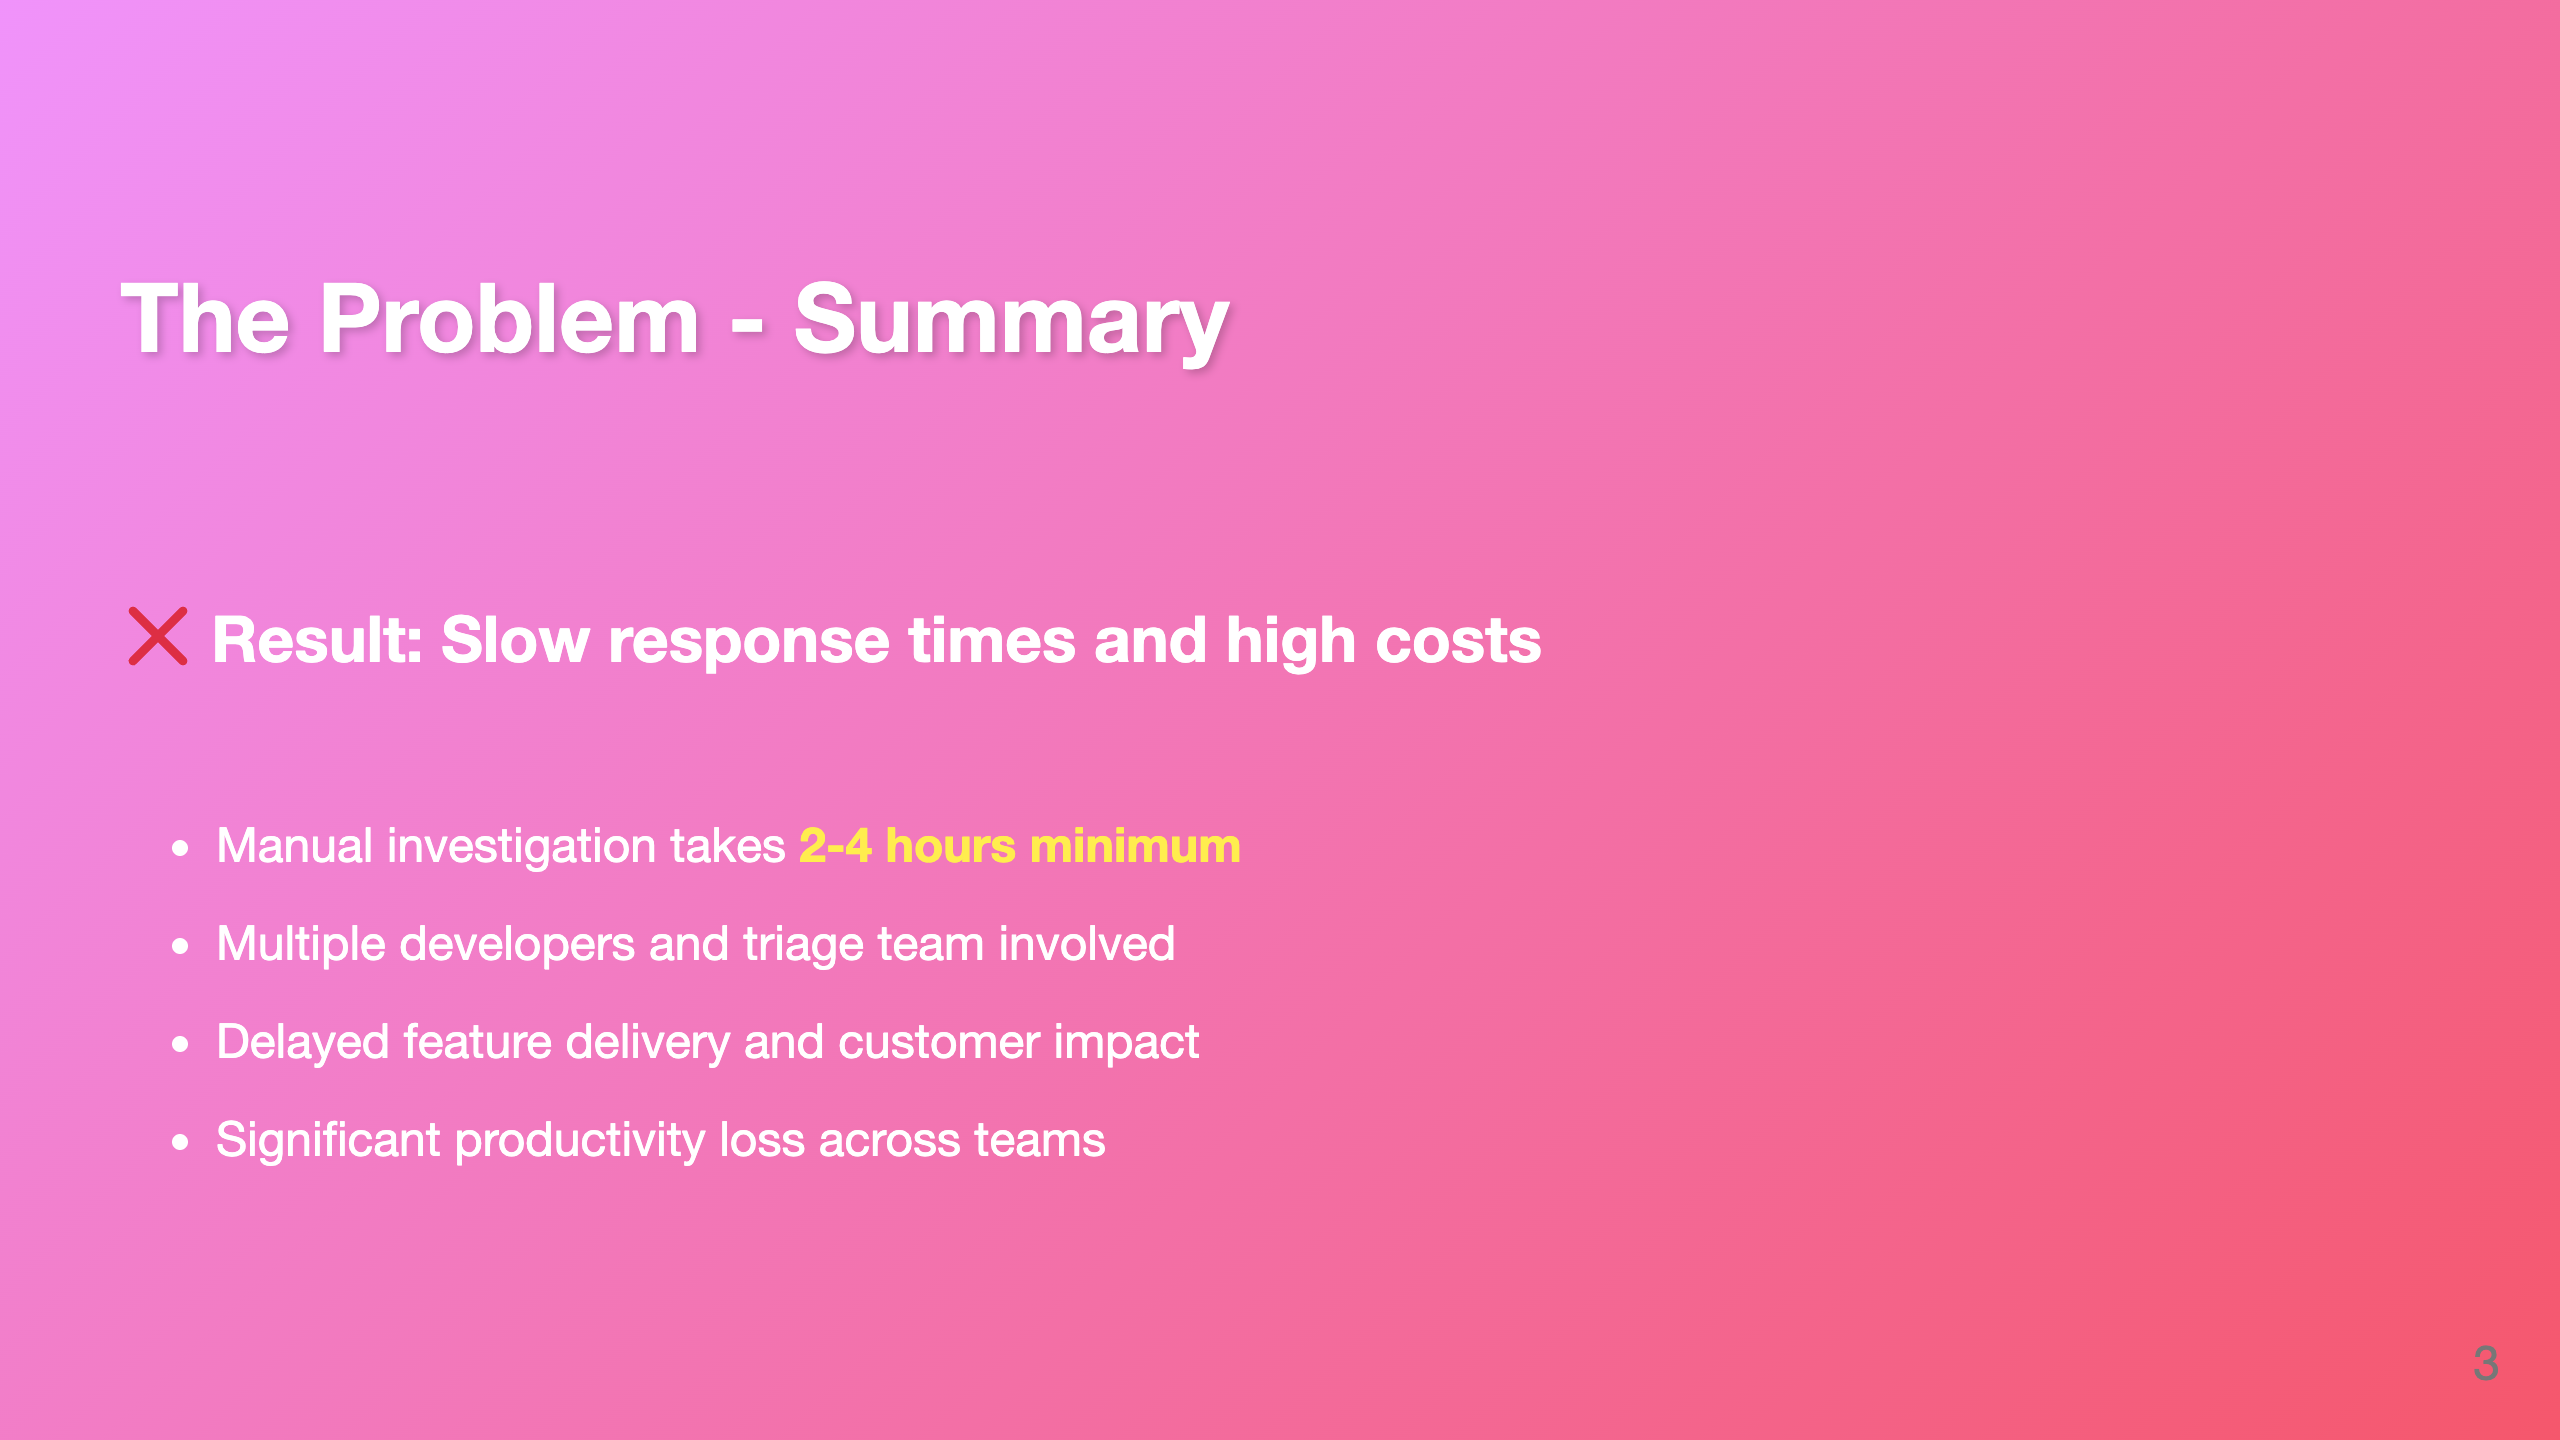 The Problem - Summary
❌ Result: Slow response times and high costs
• Manual investigation takes 2-4 hours minimum
• Multiple developers and triage team involved
• Delayed feature delivery and customer impact
• Significant productivity loss across teams
3